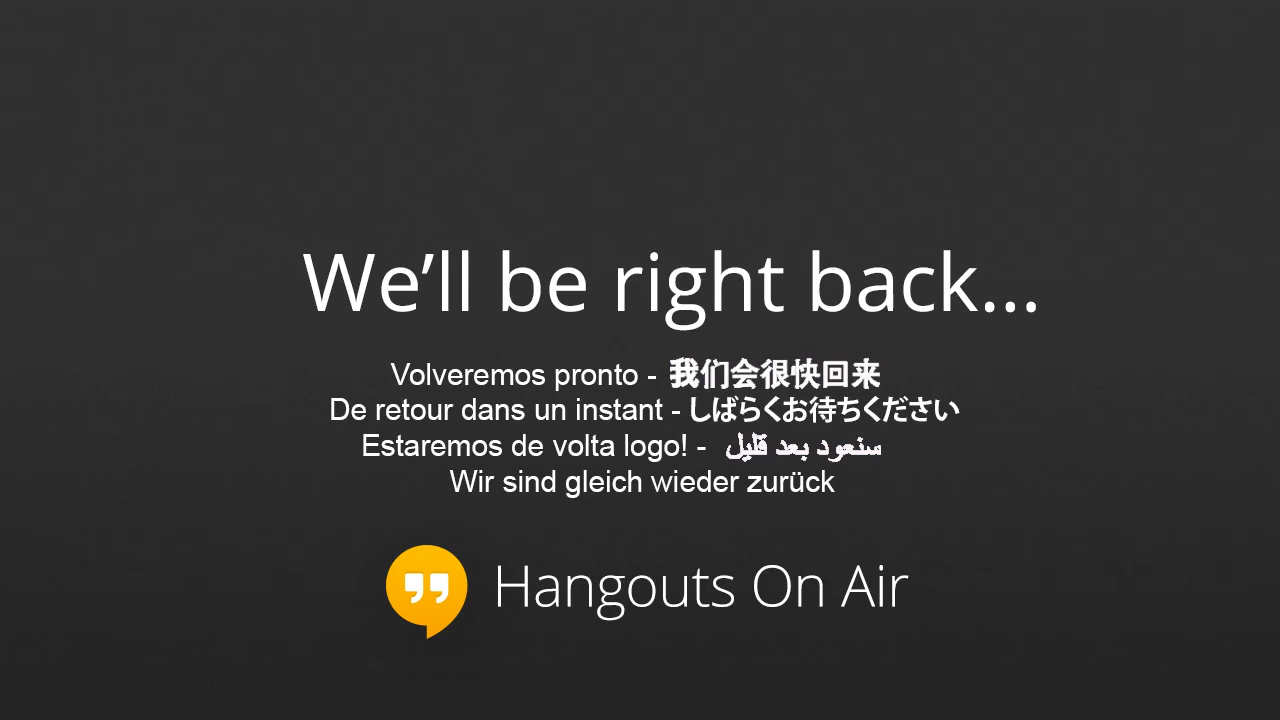 We’ll be right back...
Volveremos pronto - 我们会很快回来
De retour dans un instant - しばらくお待ちください
Estaremos de volta logo! - سنعود بعد قليل
Wir sind gleich wieder zurück
Hangouts On Air